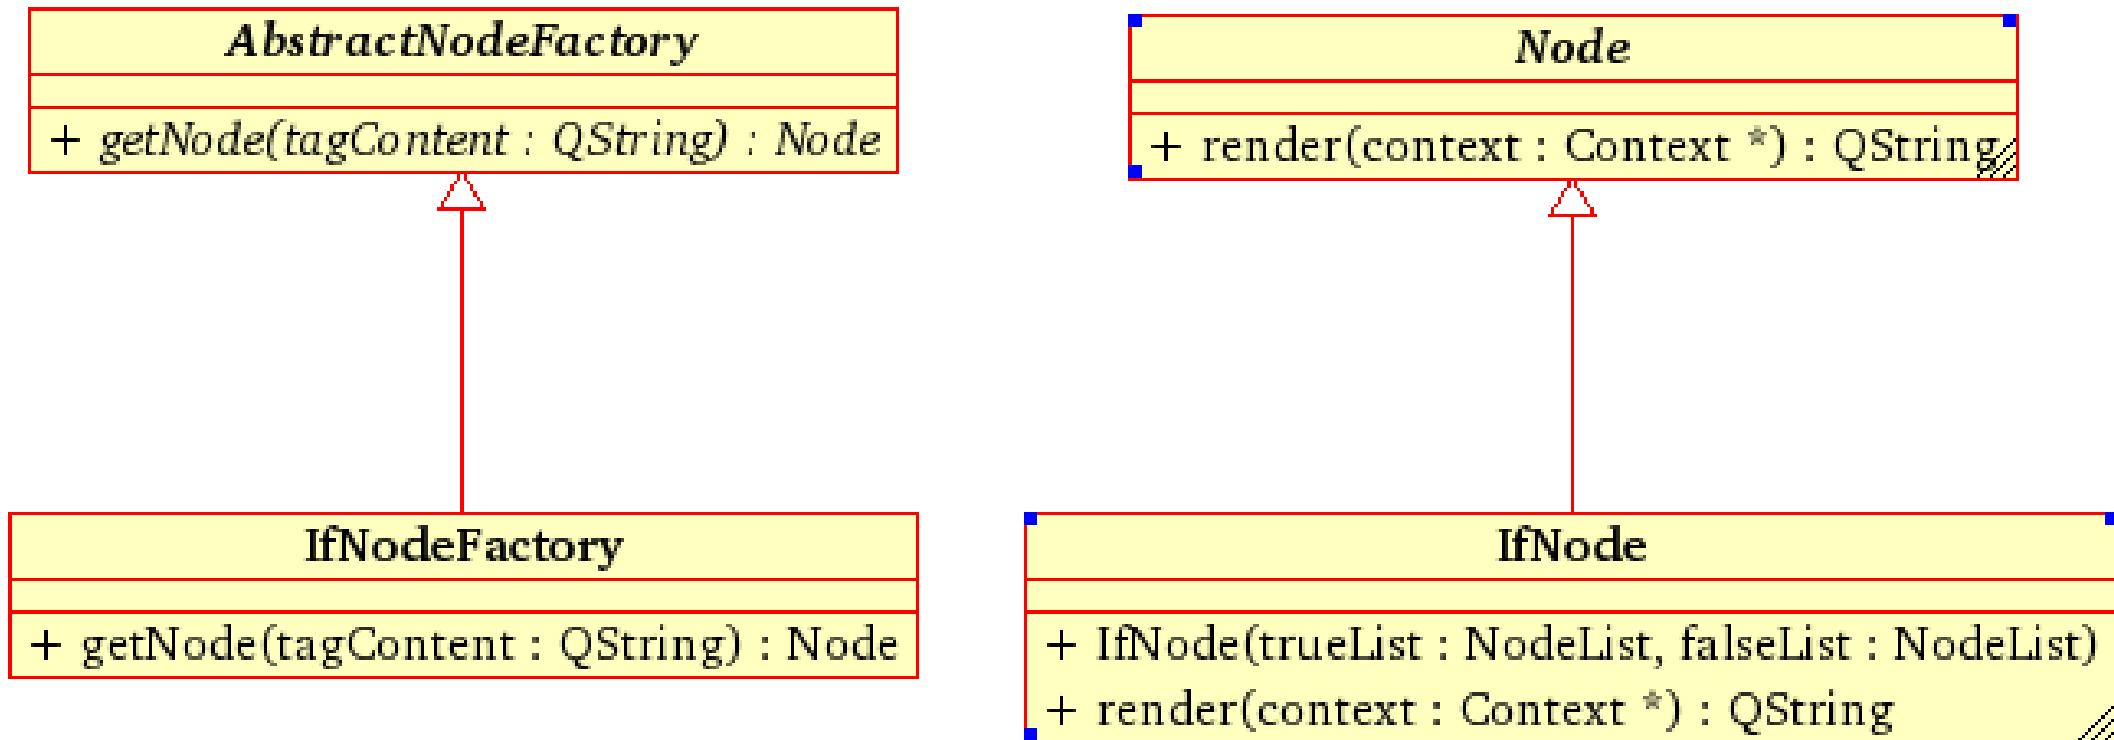 AbstractNodeFactory
+ getNode(tagContent : QString) : Node
Node
+ render(context : Context *) : QString
IfNodeFactory
+ getNode(tagContent : QString) : Node
IfNode
+ IfNode(trueList : NodeList, falseList : NodeList)
+ render(context : Context *) : QString